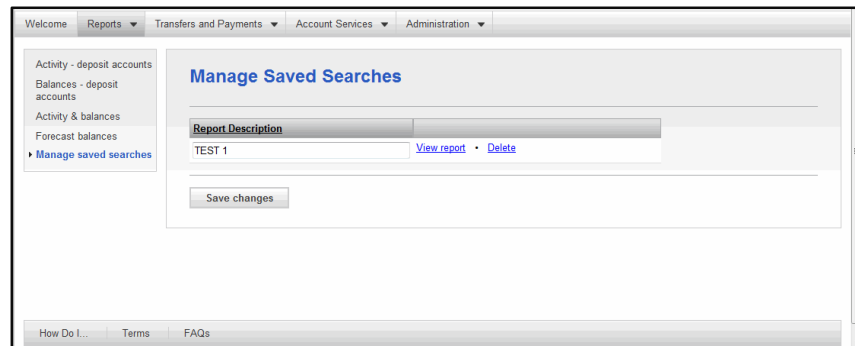 Welcome Reports Transfers and Payments Account Services Administration
Activity - deposit accounts
Balances - deposit
accounts
Activity & balances
Forecast balances
Manage saved searches
Manage Saved Searches
Report Description
TEST 1 View report • Delete
Save changes
How Do I... Terms FAQs